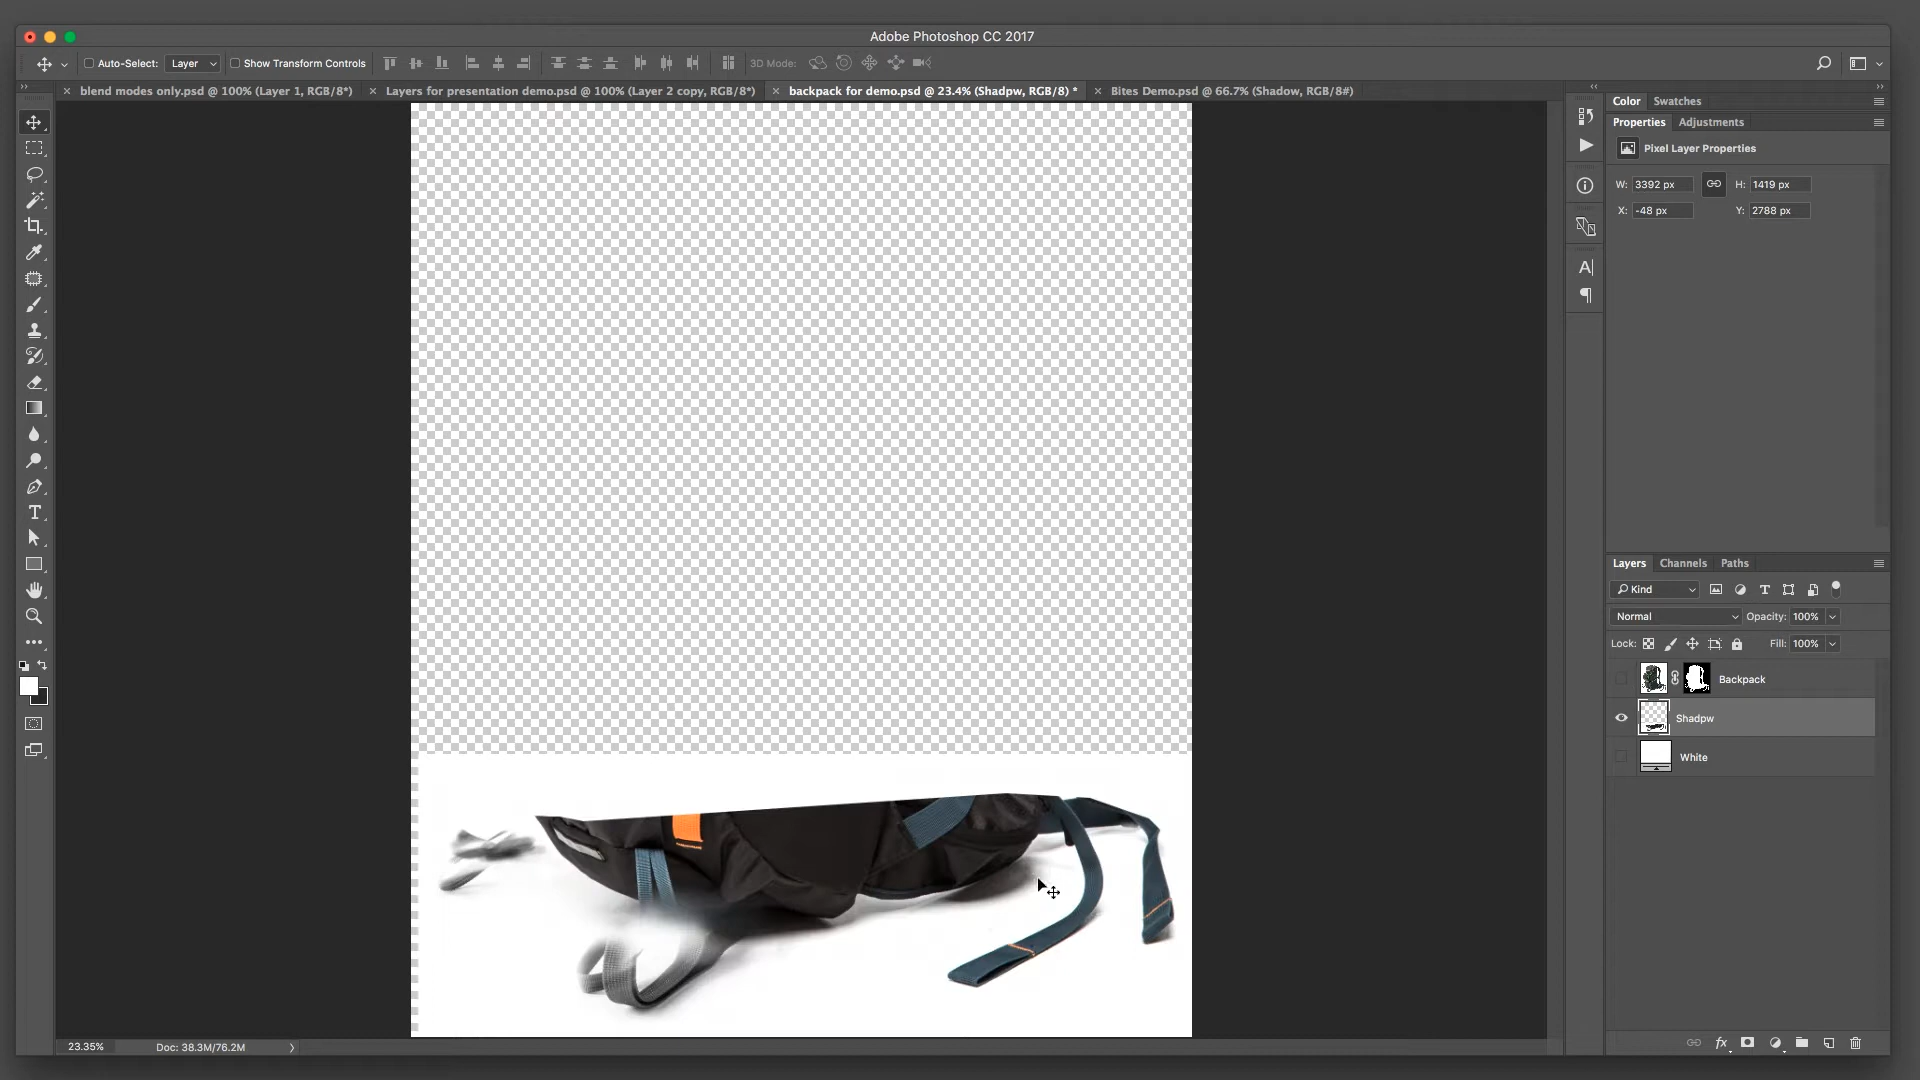 Adobe Photoshop CC 2017
Auto-Select: Layer Show Transform Controls 3D Mode:
blend modes only.psd @ 100% (Layer 1, RGB/8*) Layers for presentation demo.psd @ 100% (Layer 2 copy, RGB/8*) backpack for demo.psd @ 23.4% (Shadpw, RGB/8) * Bites Demo.psd @ 66.7% (Shadow, RGB/8#)
Color Swatches
Properties Adjustments
Pixel Layer Properties
W: 3392 px H: 1419 px
X: -48 px Y: 2788 px
Layers Channels Paths
Kind
Normal Opacity: 100%
Lock: Fill: 100%
Backpack
Shadpw
White
23.35% Doc: 38.3M/76.2M
fx